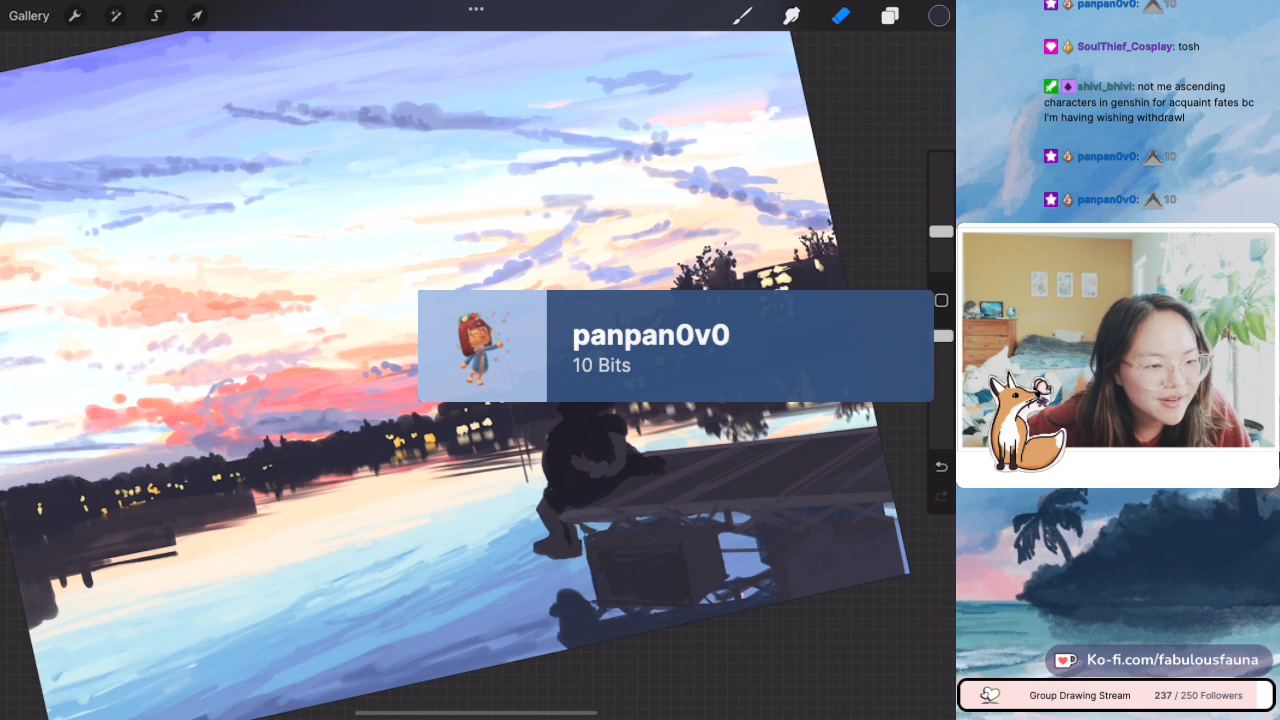 Gallery
panpan0v0: 10
SoulThief_Cosplay: tosh
shivi_bhivi: not me ascending
characters in genshin for acquaint fates bc
I'm having wishing withdrawl
panpan0v0: 10
panpan0v0: 10
panpan0v0
10 Bits
Ko-fi.com/fabulousfauna
Group Drawing Stream 237 / 250 Followers